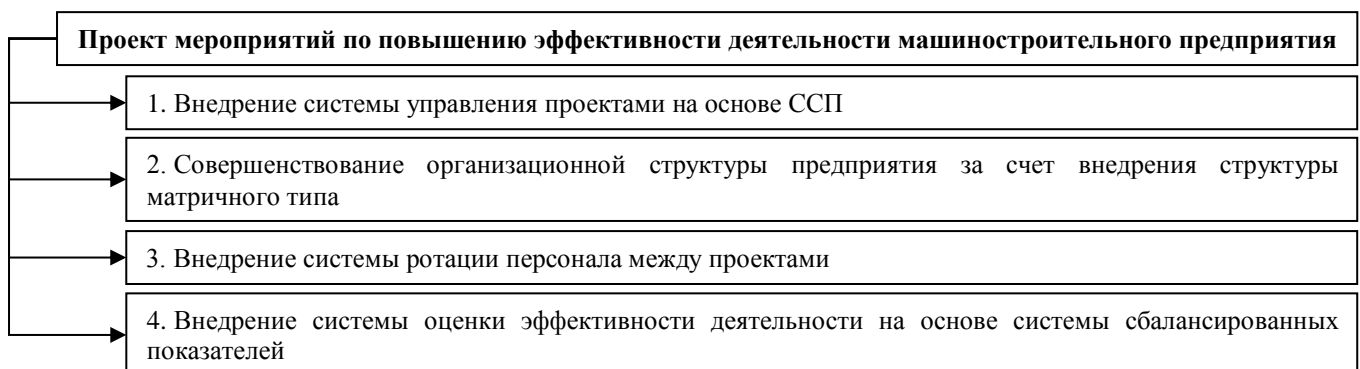 Проект мероприятий по повышению эффективности деятельности машиностроительного предприятия
1. Внедрение системы управления проектами на основе ССП
2. Совершенствование организационной структуры предприятия за счет внедрения структуры
матричного типа
3. Внедрение системы ротации персонала между проектами
4. Внедрение системы оценки эффективности деятельности на основе системы сбалансированных
показателей